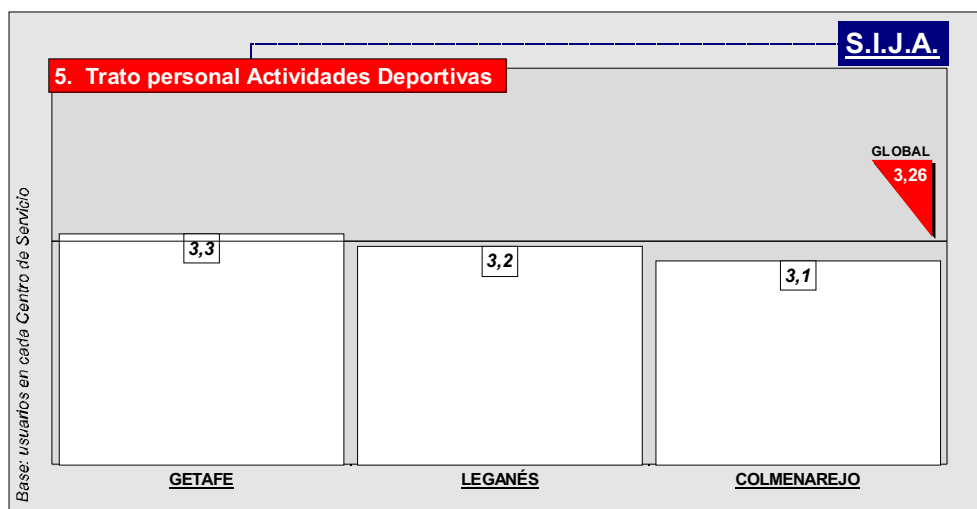 S.I.J.A.
5. Trato personal Actividades Deportivas
GLOBAL
3,26
Base: usuarios en cada Centro de Servicio
3,3
3,2
3,1
GETAFE
LEGANÉS
COLMENAREJO